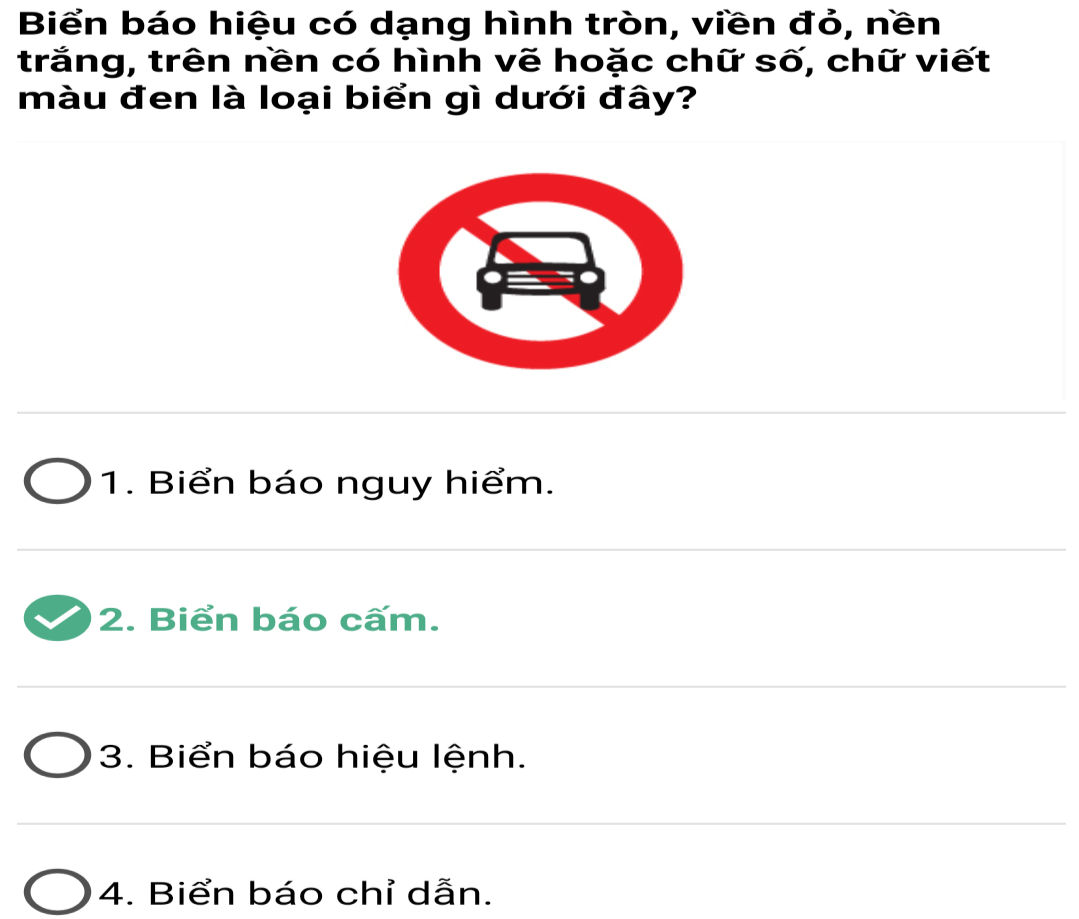 Biển báo hiệu có dạng hình tròn, viền đỏ, nền
trắng, trên nền có hình vẽ hoặc chữ số, chữ viết
màu đen là loại biển gì dưới đây?
1. Biển báo nguy hiểm.
2. Biển báo cấm.
3. Biển báo hiệu lệnh.
4. Biển báo chỉ dẫn.